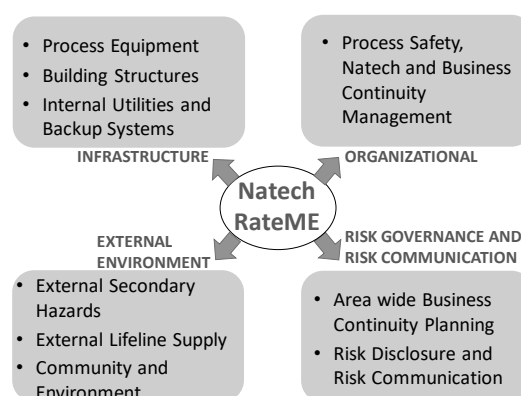 • Process Equipment
• Building Structures
• Internal Utilities and
Backup Systems
INFRASTRUCTURE
• Process Safety,
Natech and Business
Continuity
Management
ORGANIZATIONAL
Natech
RateME
EXTERNAL
ENVIRONMENT
• External Secondary
Hazards
• External Lifeline Supply
• Community and
Environment
RISK GOVERNANCE AND
RISK COMMUNICATION
• Area wide Business
Continuity Planning
• Risk Disclosure and
Risk Communication